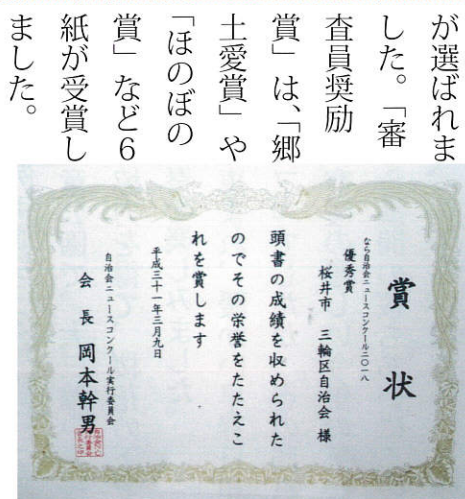 が選ばれま
した。「審
査員奨励
賞」は、「郷
土愛賞」や
「ほのぼの
賞」など6
紙が受賞し
ました。
賞状
なら自治会ニュースコンクール二〇一八
優秀賞
桜井市 三輪区自治会 様
頭書の成績を収められた
のでその栄誉をたたえこ
れを賞します
平成三十一年三月九日
自治会ニュースコンクール実行委員会
会長 岡本幹男